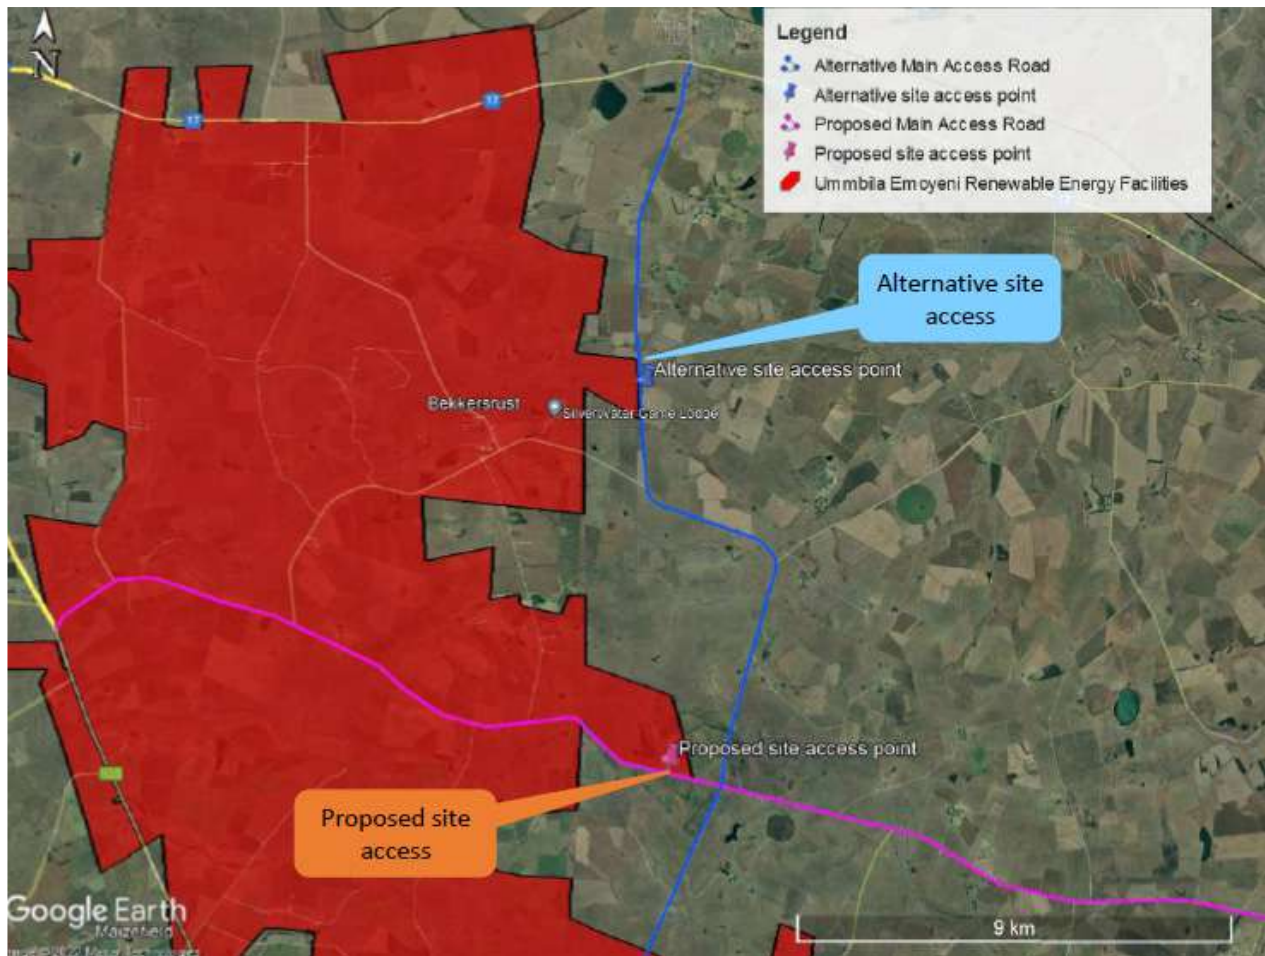 N
Legend
Alternative Main Access Road
Alternative site access point
Proposed Main Access Road
Proposed site access point
Ummbila Emoyeni Renewable Energy Facilities
17
17
Alternative site
access
Alternative site access point
Bekkersrust
Silverwater Game Lodge
Proposed site access point
Proposed site
access
Google Earth
Maizefield
9 km